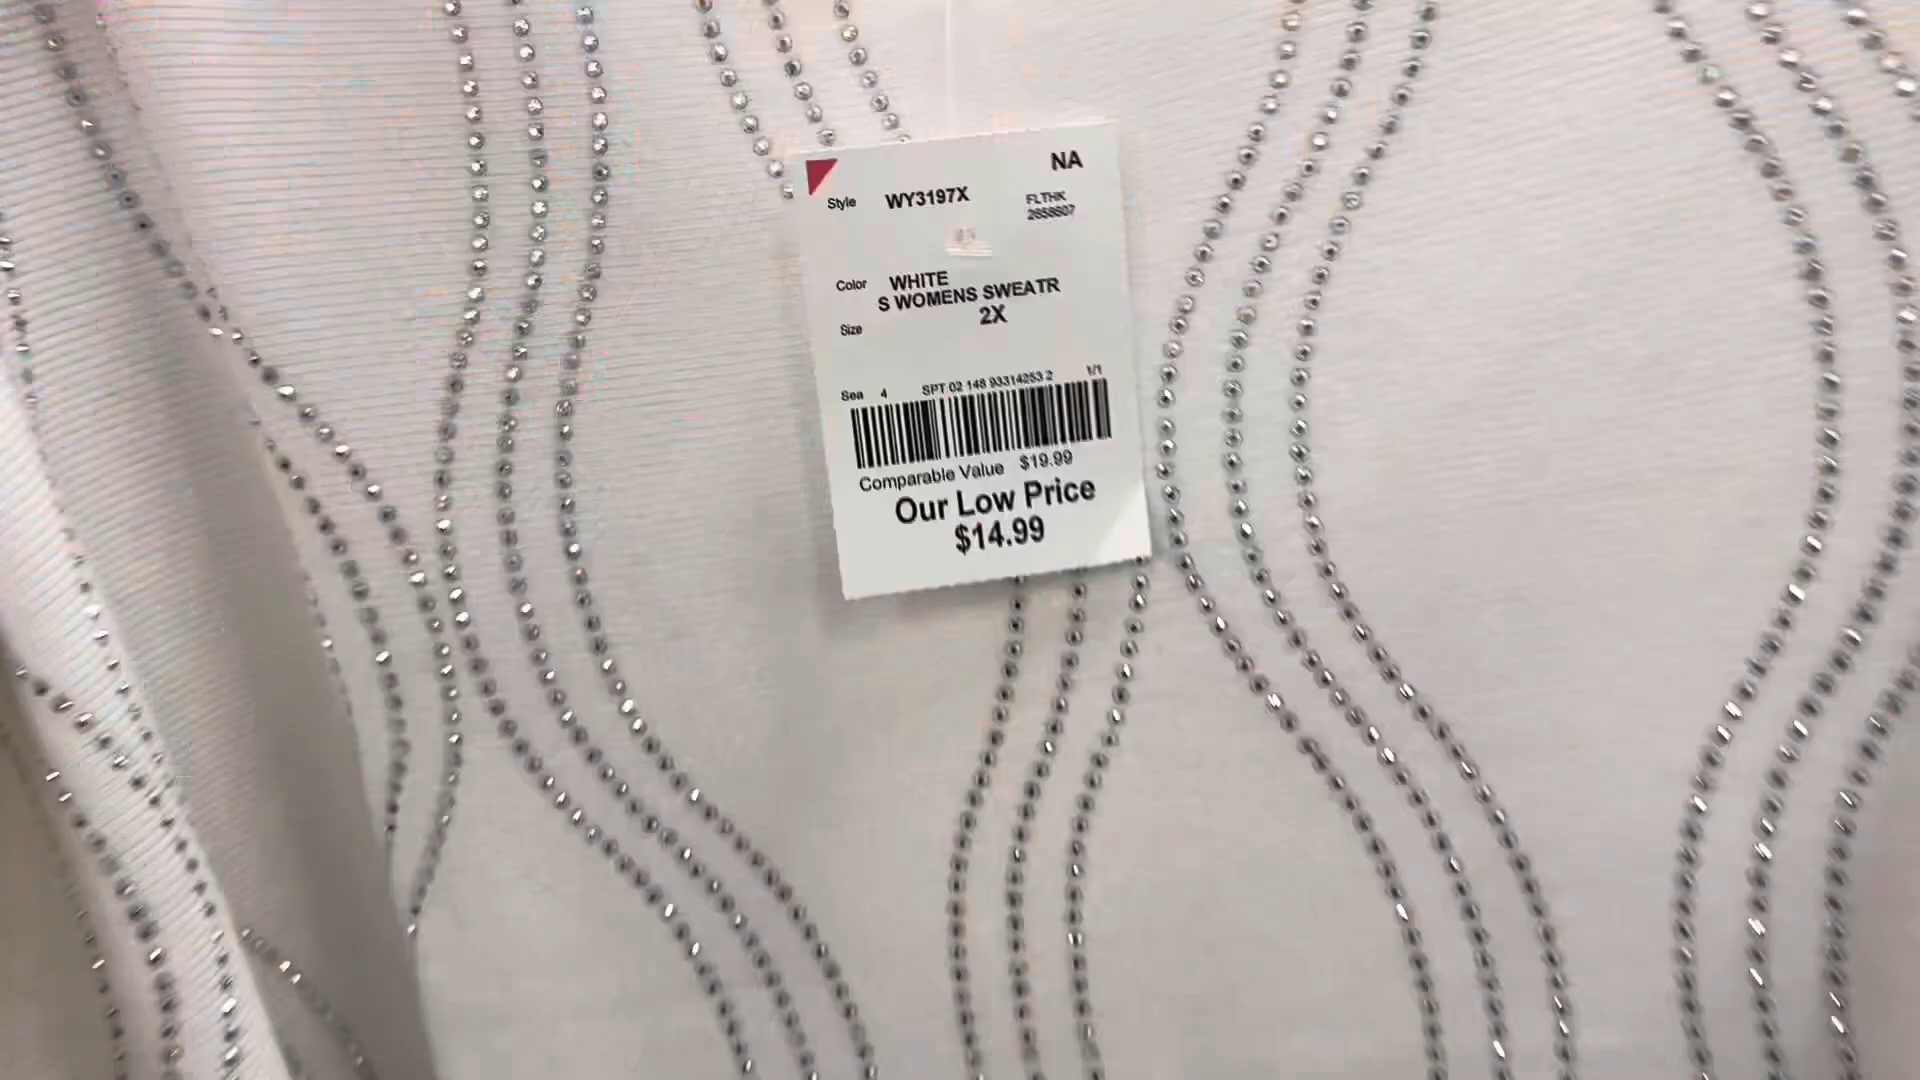 NA
Style WY3197X FLTHK
2658607
Color WHITE
S WOMENS SWEATR
Size 2X
Sea 4 SPT 02 148 93314253 2 1/1
Comparable Value $19.99
Our Low Price
$14.99